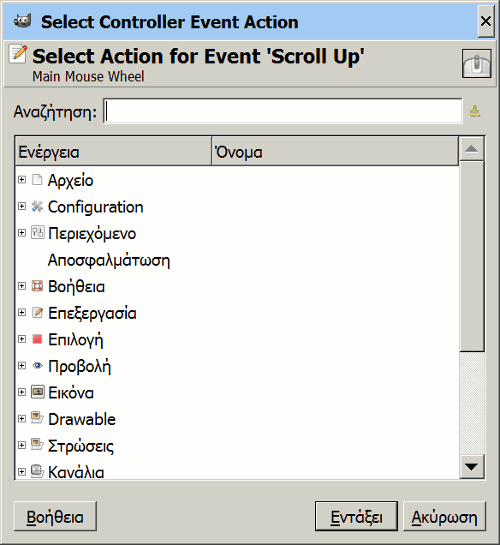 Select Controller Event Action
Select Action for Event 'Scroll Up'
Main Mouse Wheel
Αναζήτηση:
Ενέργεια Όνομα
Αρχείο
Configuration
Περιεχόμενο
Αποσφαλμάτωση
Βοήθεια
Επεξεργασία
Επιλογή
Προβολή
Εικόνα
Drawable
Στρώσεις
Κανάλια
Βοήθεια Εντάξει Ακύρωση